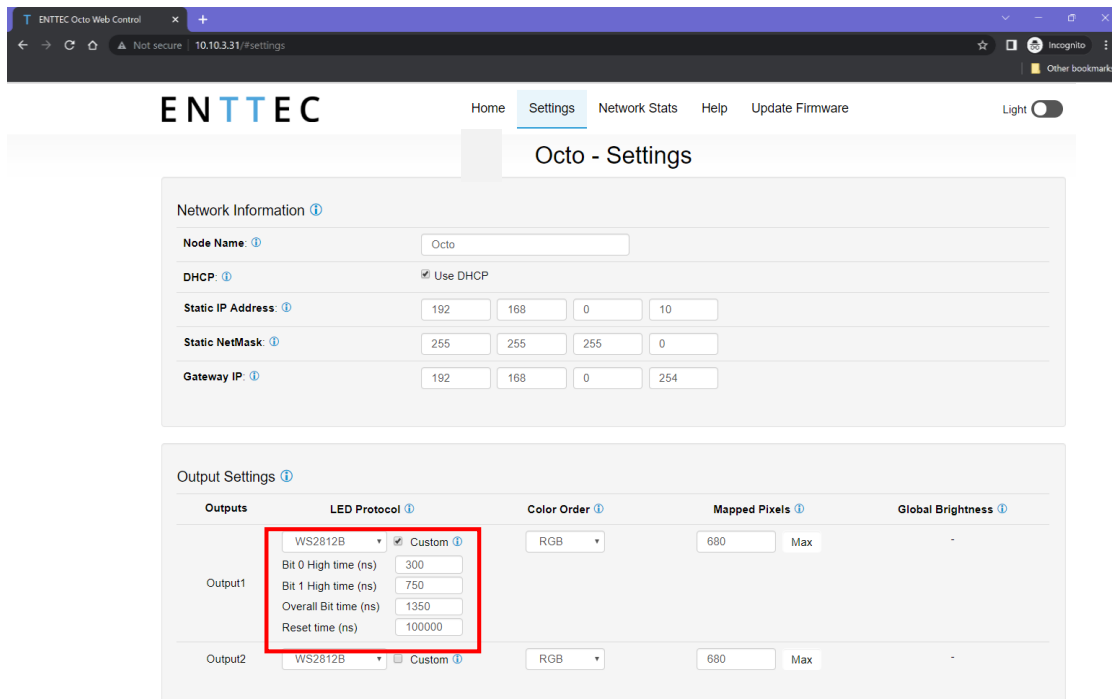 ENTTEC Octo Web Control
Not secure 10.10.3.31/#settings
Incognito
Other bookmarks
ENTTEC
Home Settings Network Stats Help Update Firmware Light
Octo - Settings
Network Information
Node Name: Octo
DHCP: Use DHCP
Static IP Address: 192 168 0 10
Static NetMask: 255 255 255 0
Gateway IP: 192 168 0 254
Output Settings
Outputs LED Protocol Color Order Mapped Pixels Global Brightness
WS2812B Custom RGB 680 Max -
Bit 0 High time (ns) 300
Output1
Bit 1 High time (ns) 750
Overall Bit time (ns) 1350
Reset time (ns) 100000
Output2 WS2812B Custom RGB 680 Max -